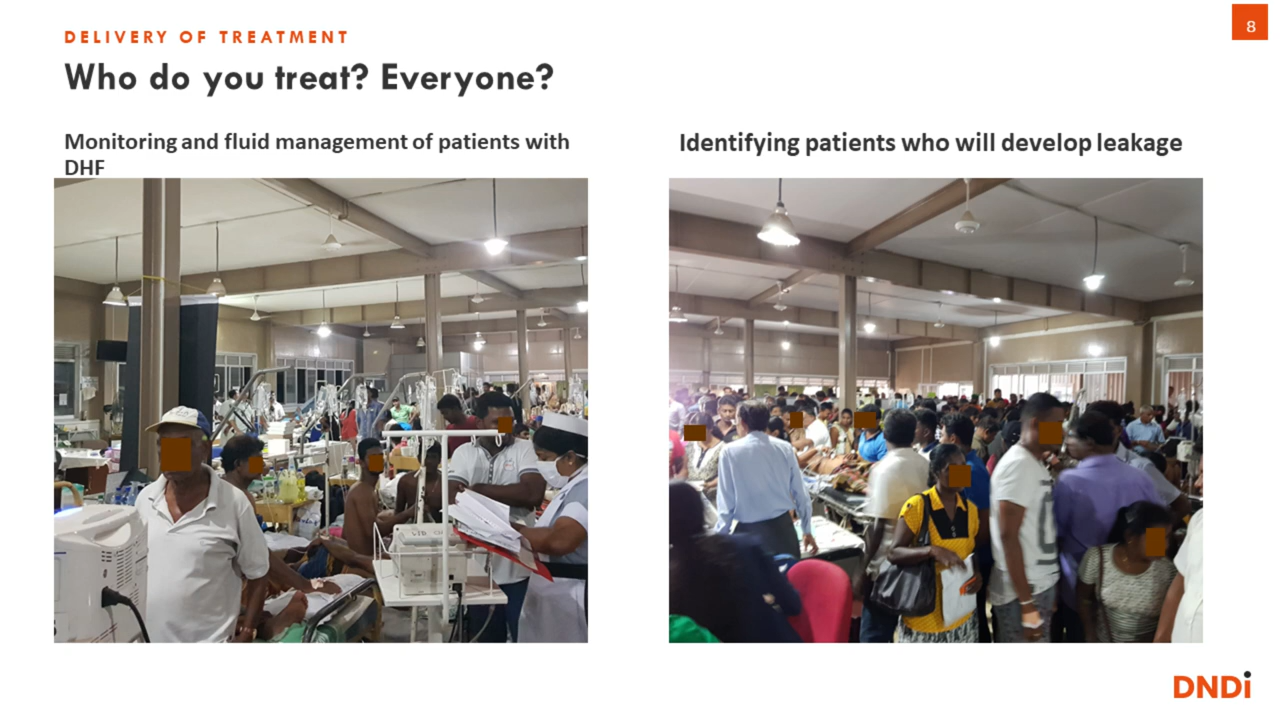 8
DELIVERY OF TREATMENT
Who do you treat? Everyone?
Monitoring and fluid management of patients with
DHF
Identifying patients who will develop leakage
DNDi